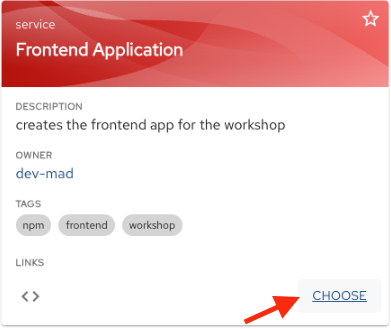 service
Frontend Application
DESCRIPTION
creates the frontend app for the workshop
OWNER
dev-mad
TAGS
npm frontend workshop
LINKS
CHOOSE